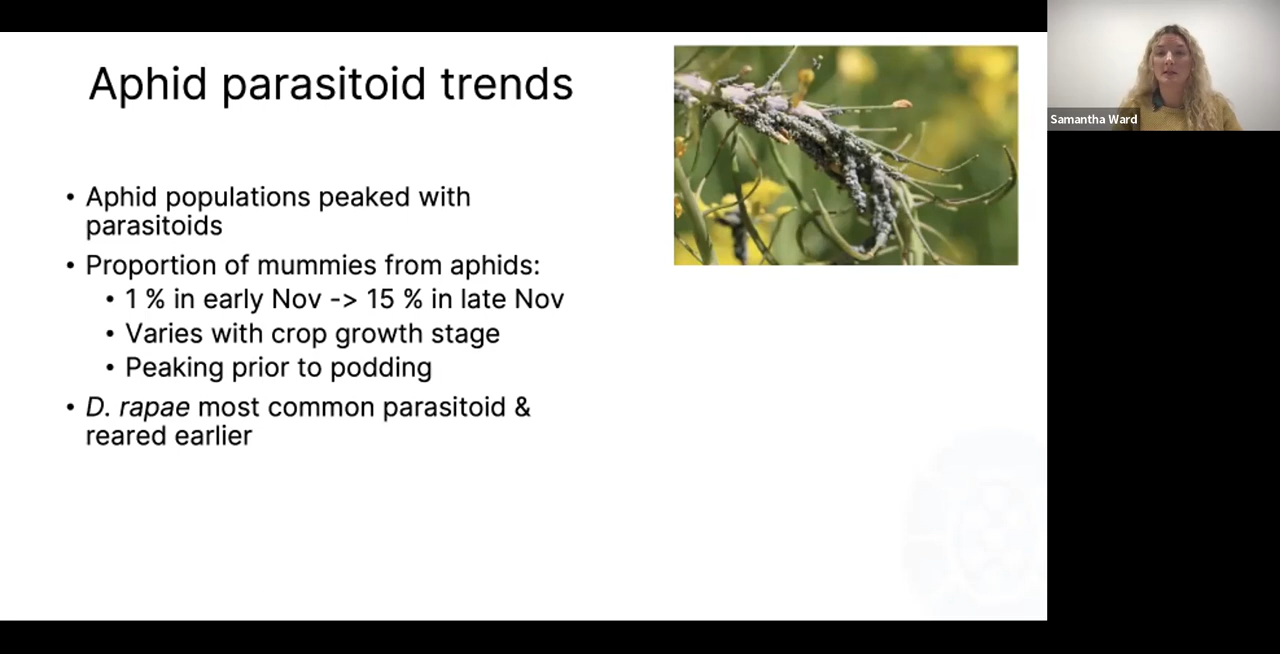 Aphid parasitoid trends
Samantha Ward
• Aphid populations peaked with
parasitoids
• Proportion of mummies from aphids:
• 1 % in early Nov -> 15 % in late Nov
• Varies with crop growth stage
• Peaking prior to podding
• D. rapae most common parasitoid &
reared earlier